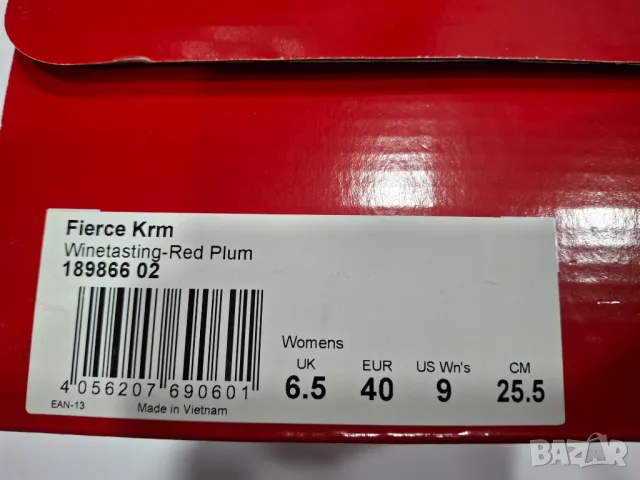 Fierce Krm
Winetasting-Red Plum
189866 02
4 056207 690601
EAN-13
Made in Vietnam
Womens
UK EUR US Wn's CM
6.5 40 9 25.5
BAZAR